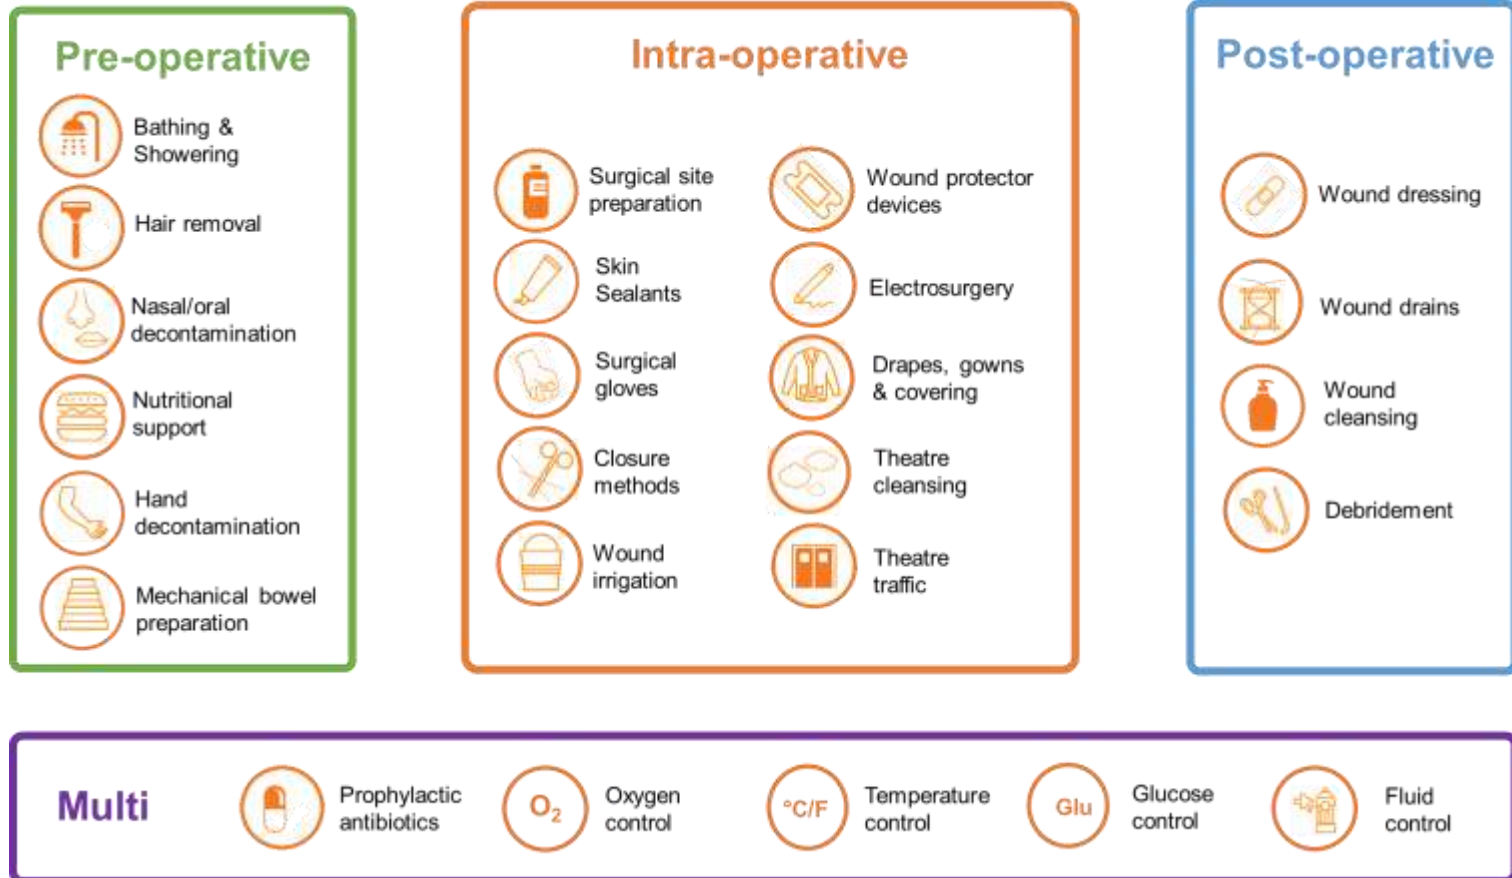 Pre-operative
Bathing &
Showering
Hair removal
Nasal/oral
decontamination
Nutritional
support
Hand
decontamination
Mechanical bowel
preparation
Intra-operative
Surgical site
preparation
Skin
Sealants
Surgical
gloves
Closure
methods
Wound
irrigation
Wound protector
devices
Electrosurgery
Drapes, gowns
& covering
Theatre
cleansing
Theatre
traffic
Post-operative
Wound dressing
Wound drains
Wound
cleansing
Debridement
Multi
Prophylactic
antibiotics
O₂
Oxygen
control
°C/F
Temperature
control
Glu
Glucose
control
Fluid
control